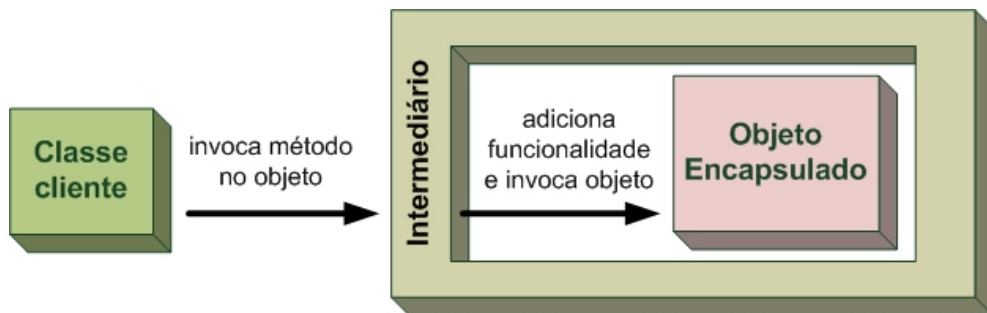 Classe
cliente
invoca método
no objeto
Intermediário
adiciona
funcionalidade
e invoca objeto
Objeto
Encapsulado